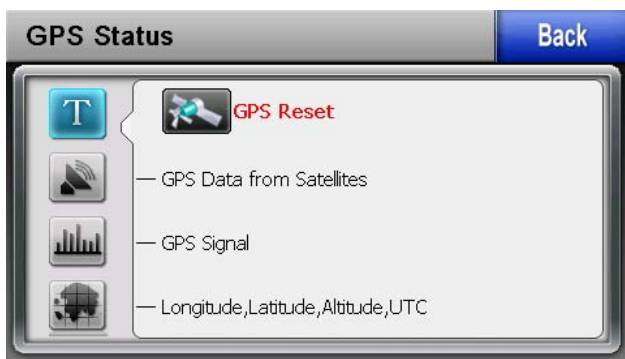 GPS Status
Back
T
GPS Reset
GPS Data from Satellites
GPS Signal
Longitude,Latitude,Altitude,UTC